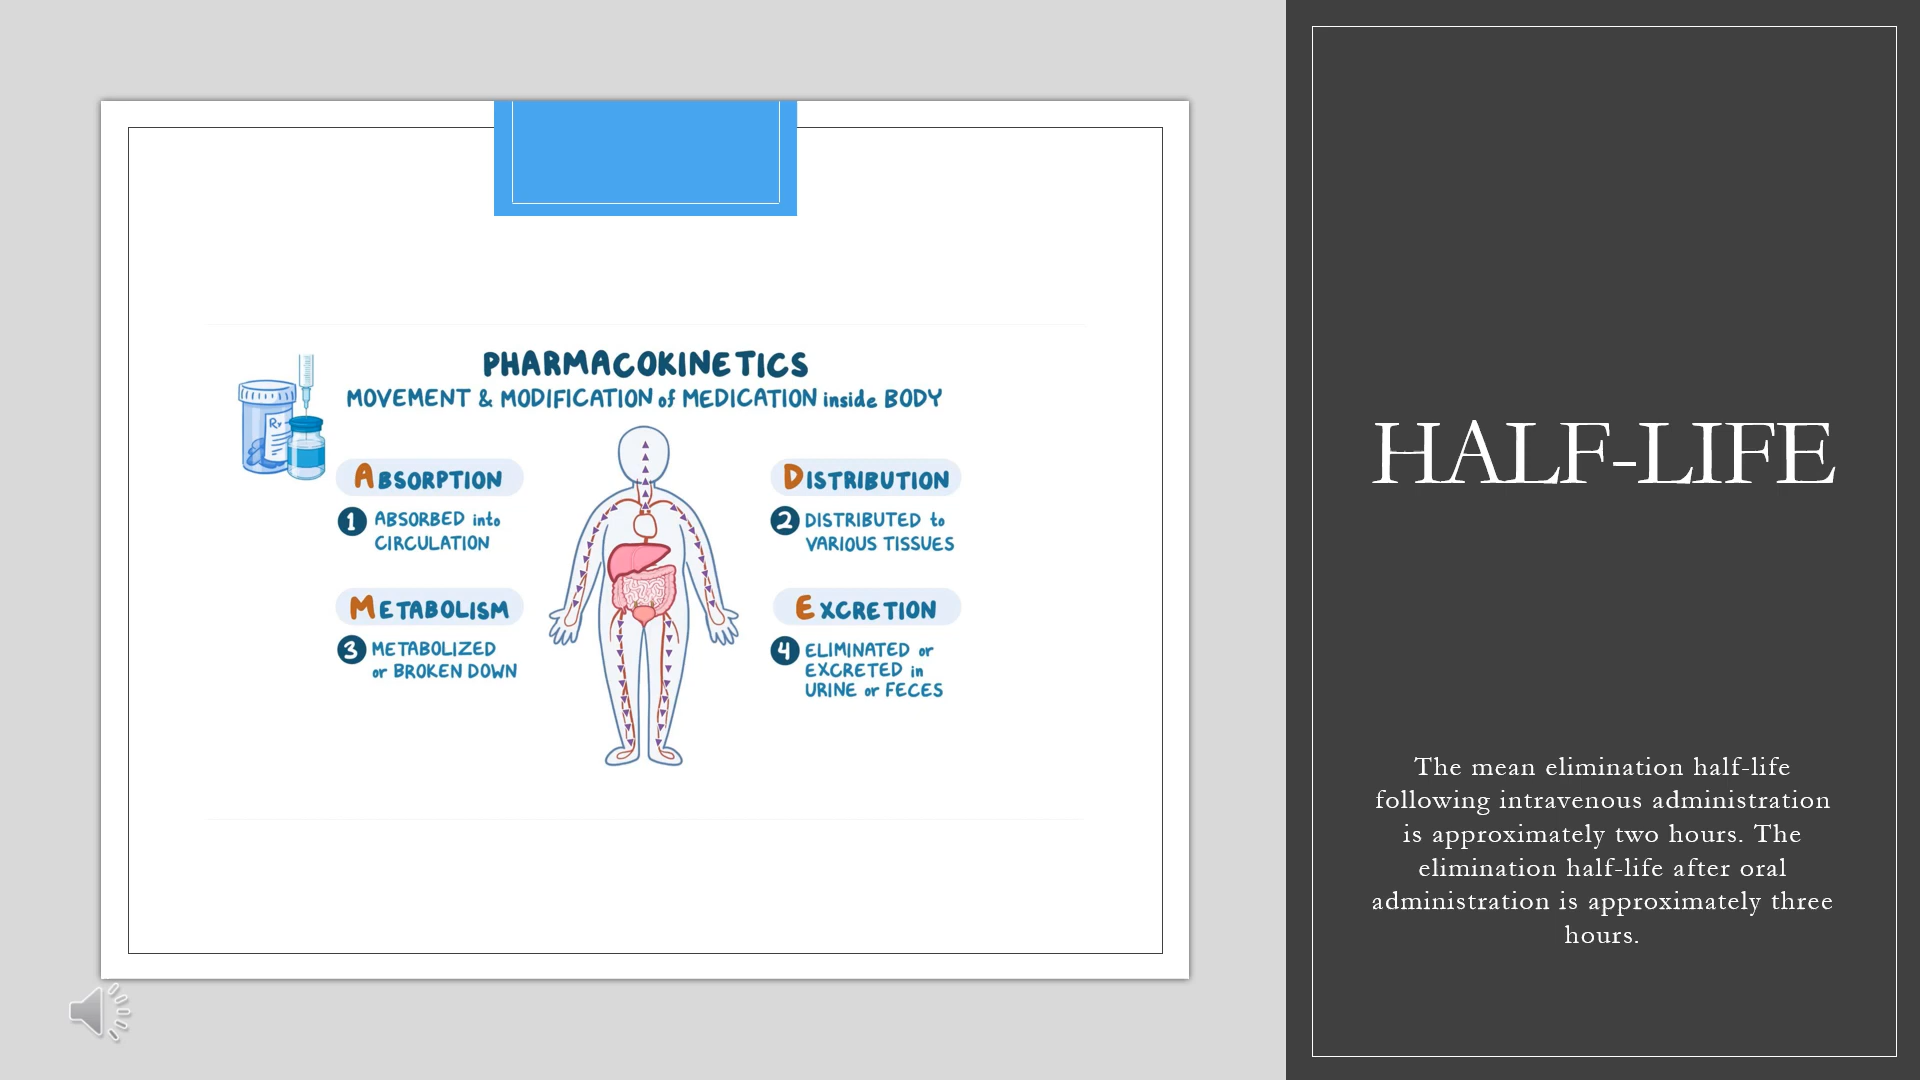 PHARMACOKINETICS
MOVEMENT & MODIFICATION of MEDICATION inside BODY
Rx
ABSORPTION
1 ABSORBED into
CIRCULATION
DISTRIBUTION
2 DISTRIBUTED to
VARIOUS TISSUES
METABOLISM
3 METABOLIZED
or BROKEN DOWN
EXCRETION
4 ELIMINATED or
EXCRETED in
URINE or FECES
HALF-LIFE
The mean elimination half-life
following intravenous administration
is approximately two hours. The
elimination half-life after oral
administration is approximately three
hours.